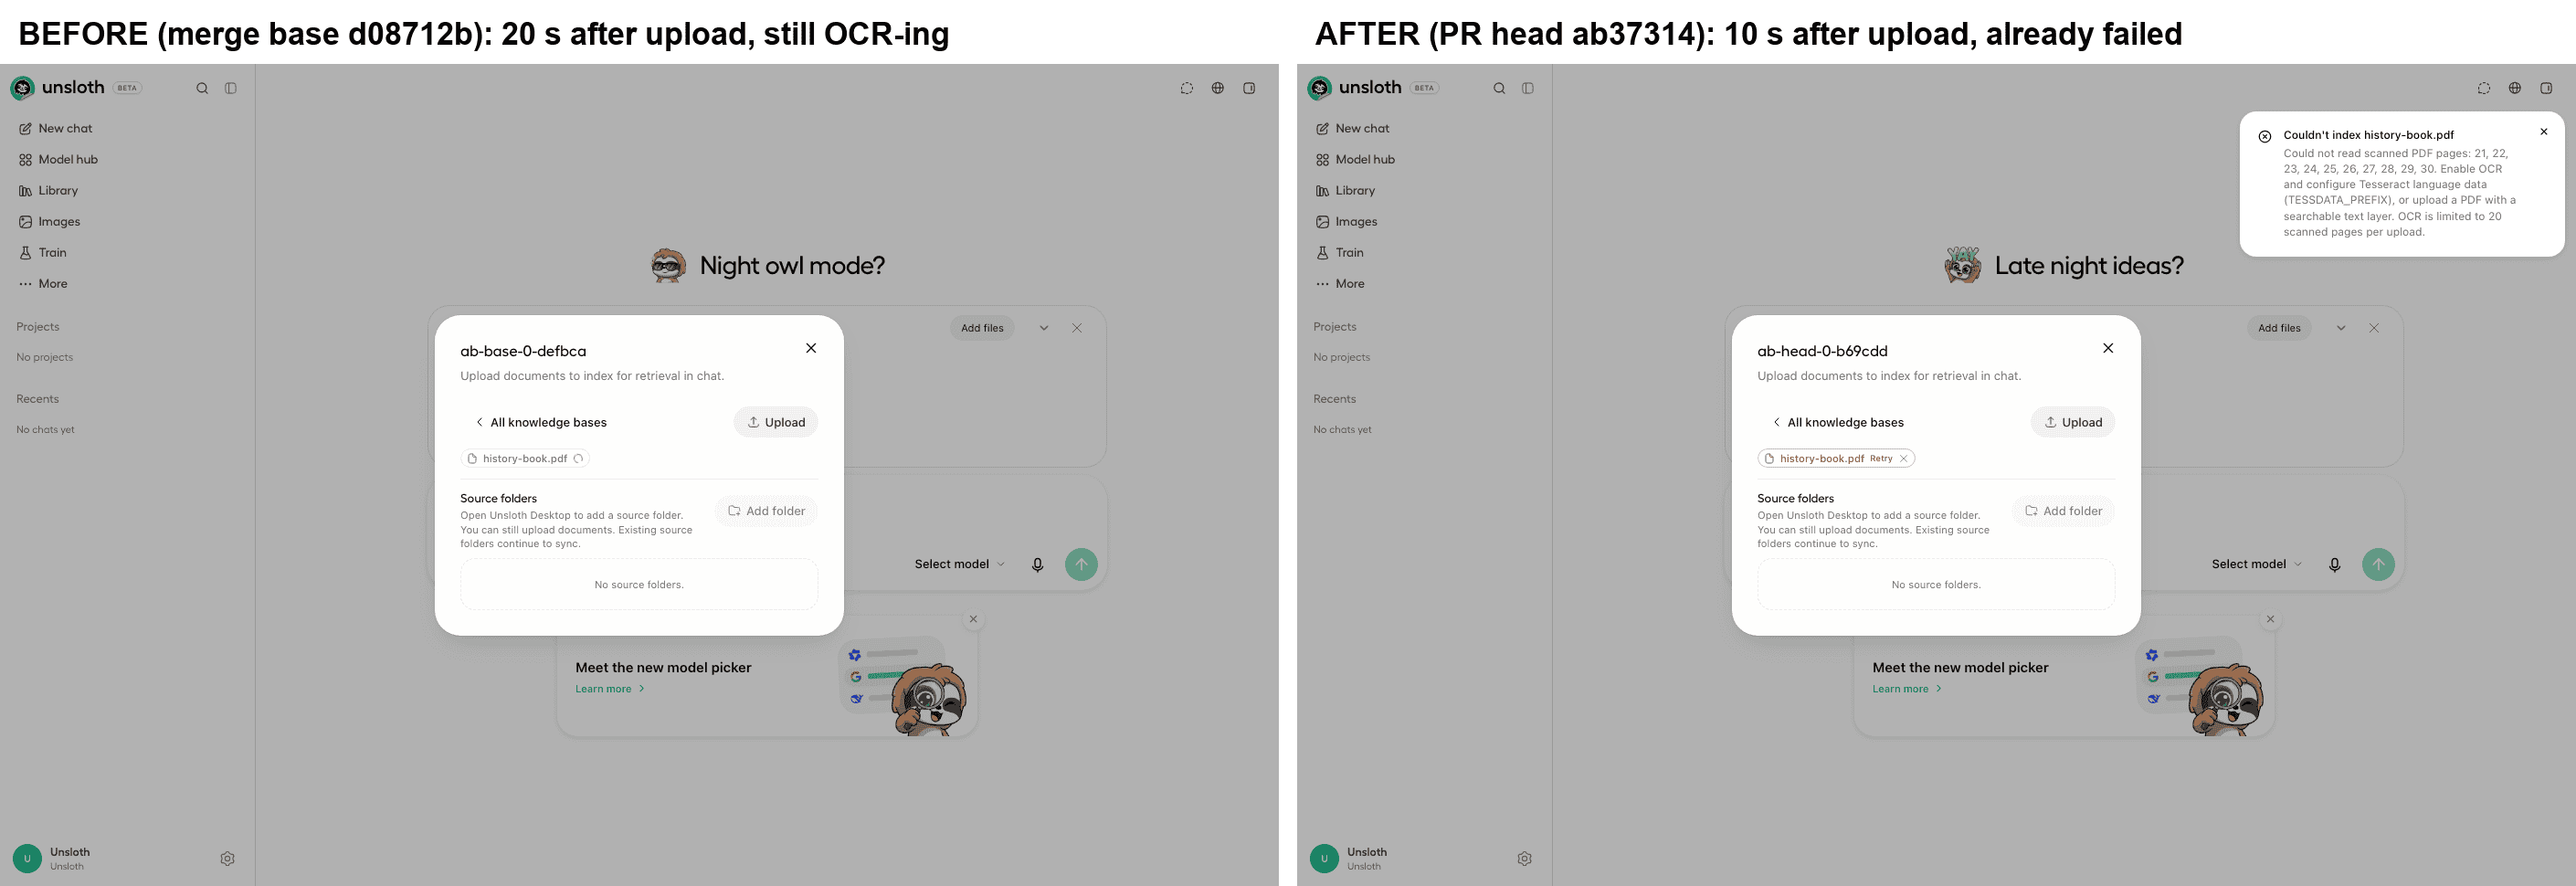 BEFORE (merge base d08712b): 20 s after upload, still OCR-ing
unsloth BETA
New chat
Model hub
Library
Images
Train
More
Projects
No projects
Recents
No chats yet
Night owl mode?
Add files
ab-base-0-defbca
Upload documents to index for retrieval in chat.
All knowledge bases
Upload
history-book.pdf
Source folders
Open Unsloth Desktop to add a source folder.
You can still upload documents. Existing source
folders continue to sync.
Add folder
No source folders.
Select model
Meet the new model picker
Learn more
U
Unsloth
Unsloth
AFTER (PR head ab37314): 10 s after upload, already failed
unsloth BETA
New chat
Model hub
Library
Images
Train
More
Projects
No projects
Recents
No chats yet
Couldn't index history-book.pdf
Could not read scanned PDF pages: 21, 22,
23, 24, 25, 26, 27, 28, 29, 30. Enable OCR
and configure Tesseract language data
(TESSDATA_PREFIX), or upload a PDF with a
searchable text layer. OCR is limited to 20
scanned pages per upload.
YAY
Late night ideas?
Add files
ab-head-0-b69cdd
Upload documents to index for retrieval in chat.
All knowledge bases
Upload
history-book.pdf Retry
Source folders
Open Unsloth Desktop to add a source folder.
You can still upload documents. Existing source
folders continue to sync.
Add folder
No source folders.
Select model
Meet the new model picker
Learn more
U
Unsloth
Unsloth